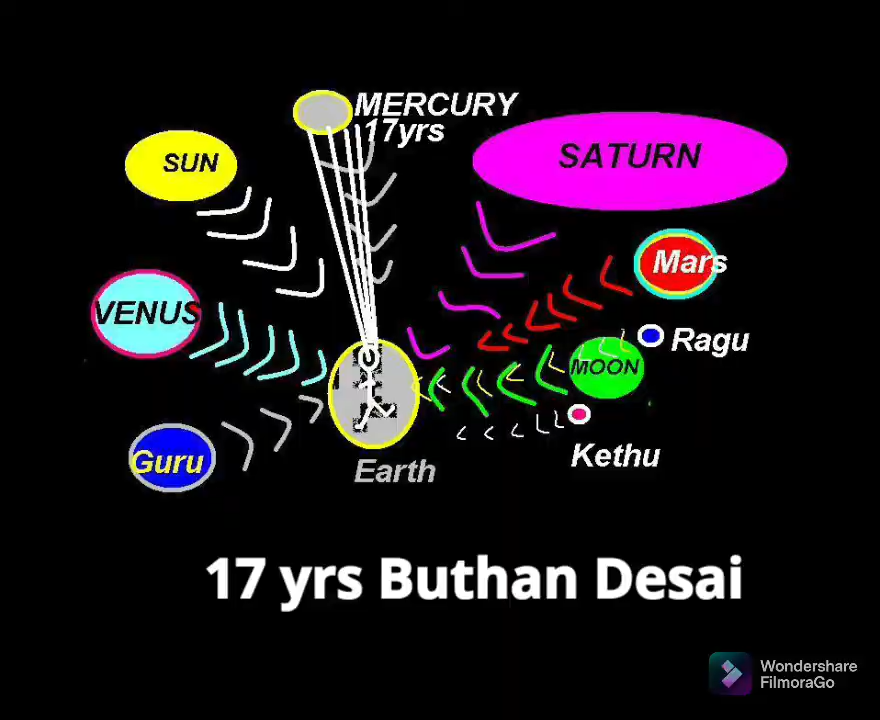 MERCURY
17yrs
SUN
SATURN
Mars
VENUS
Ragu
MOON
Guru
Kethu
Earth
17 yrs Buthan Desai
Wondershare
FilmoraGo